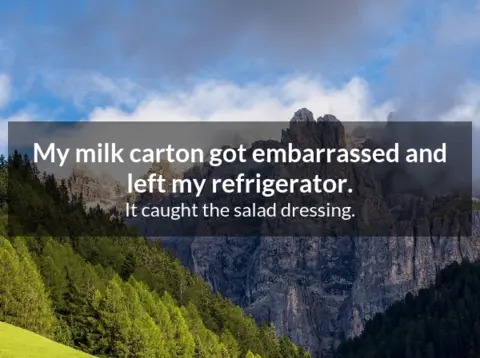 My milk carton got embarrassed and
left my refrigerator.
It caught the salad dressing.